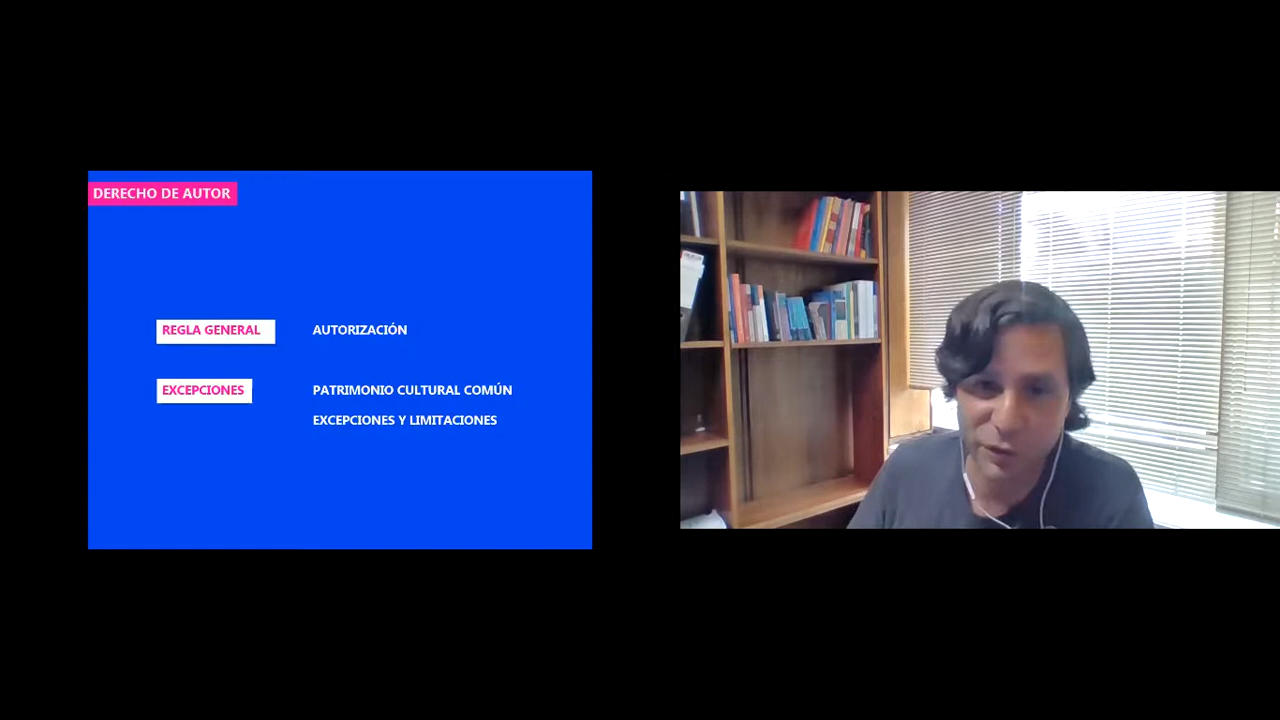 DERECHO DE AUTOR
REGLA GENERAL AUTORIZACIÓN
EXCEPCIONES PATRIMONIO CULTURAL COMÚN
EXCEPCIONES Y LIMITACIONES